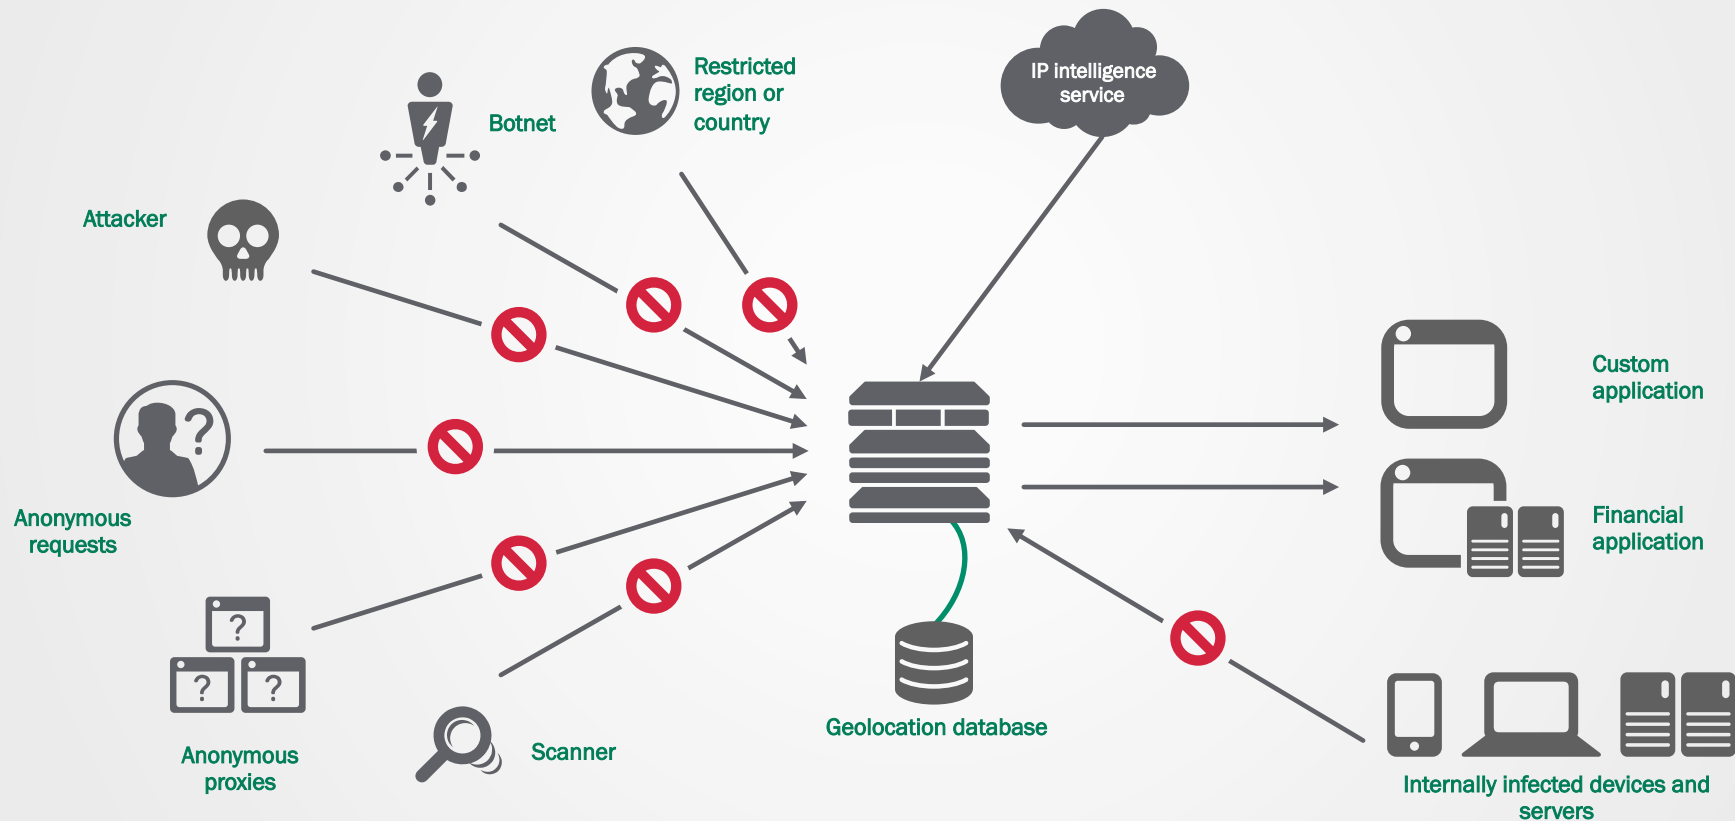 Restricted
region or
country
IP intelligence
service
Botnet
Attacker
?
Custom
application
Anonymous
requests
Financial
application
?
?
?
Geolocation database
Anonymous
proxies
Scanner
Internally infected devices and
servers